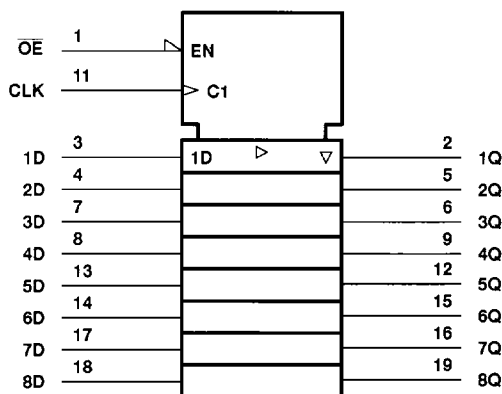 OE 1 EN
CLK 11 C1
1D 3 1D 2 1Q
2D 4 5 2Q
3D 7 6 3Q
4D 8 9 4Q
5D 13 12 5Q
6D 14 15 6Q
7D 17 16 7Q
8D 18 19 8Q